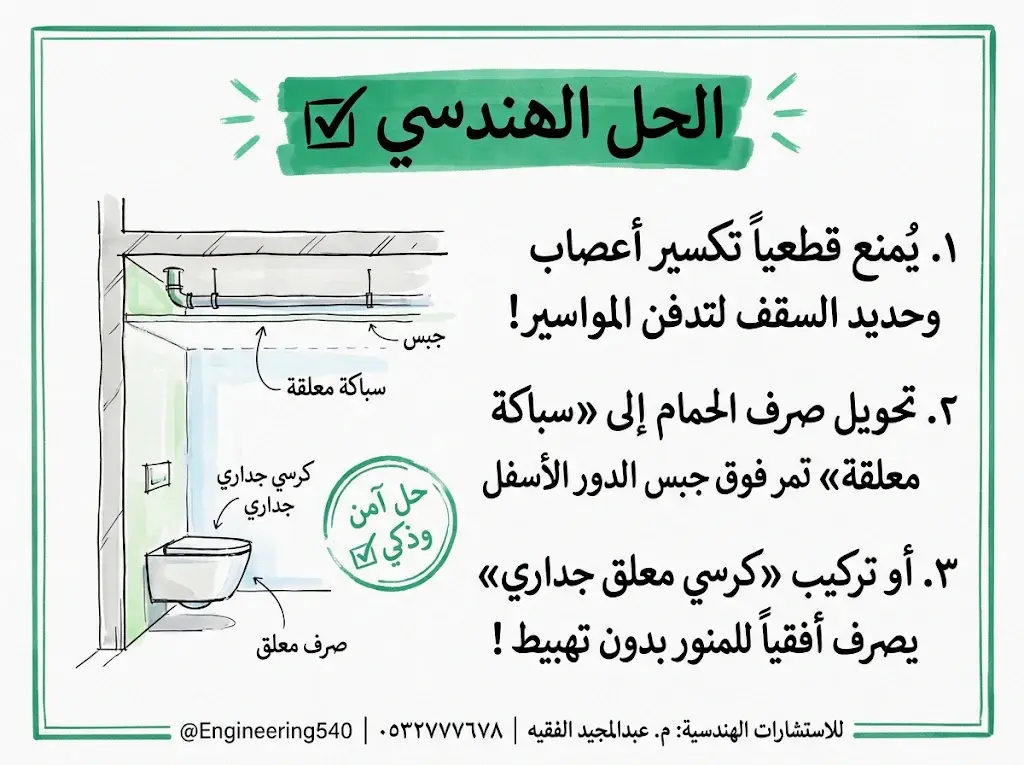 الحل الهندسي ☑
١. يُمنع قطعياً تكسير أعصاب
وحديد السقف لتدفن المواسير!
٢. تحويل صرف الحمام إلى «سباكة
معلقة» تمر فوق جبس الدور الأسفل
٣. أو تركيب «كرسي معلق جداري»
يصرف أفقياً للمنور بدون تهبيط !
جبس
سباكة معلقة
كرسي جداري
جداري
صرف معلق
حل آمن
وذكي ☑
للاستشارات الهندسية: م. عبدالمجيد الفقيه | ٠٥٣٢٧٧٧٦٧٨ | @Engineering540